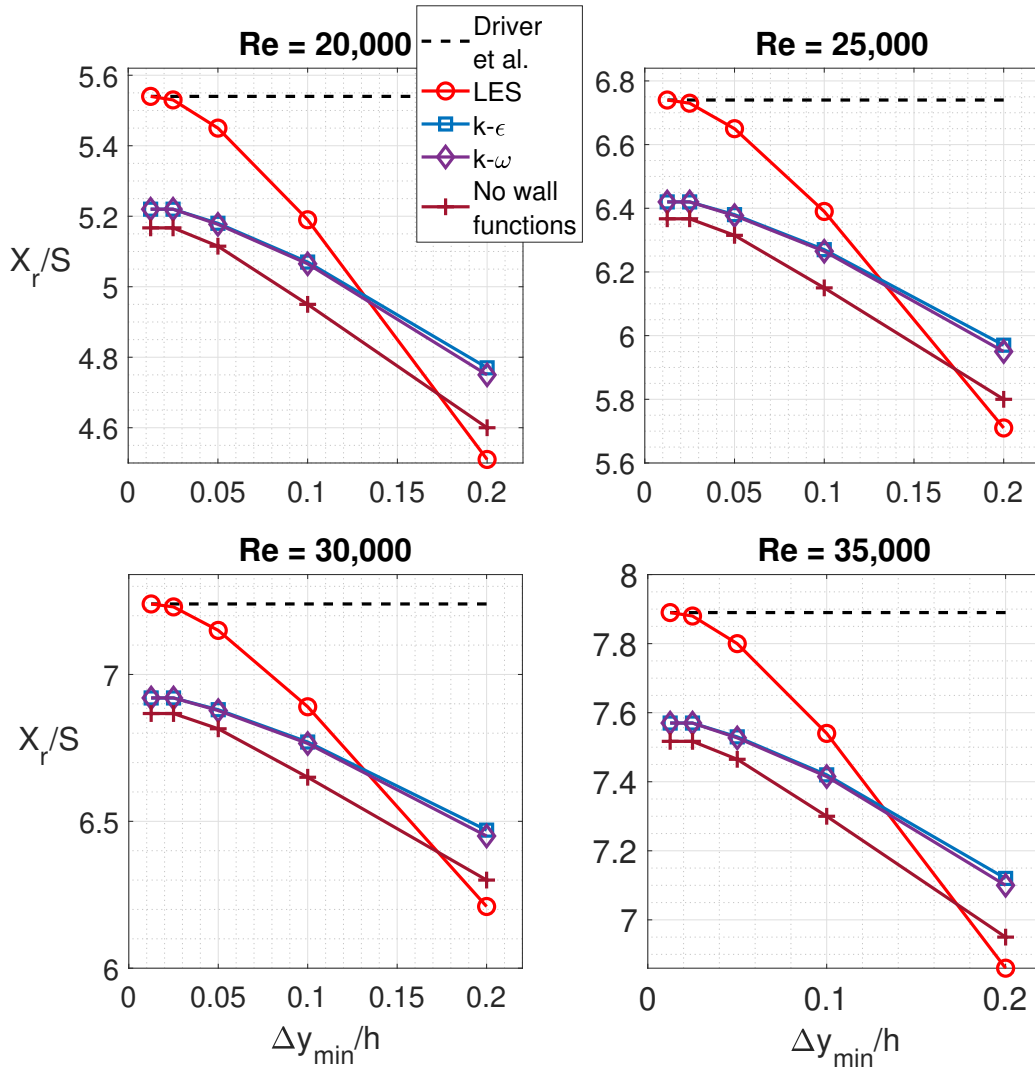 Re = 20,000
Re = 25,000
Driver
et al.
LES
k-ϵ
k-ω
No wall
functions
5.6
5.4
5.2
5
4.8
4.6
X_r/S
0
0.05
0.1
0.15
0.2
6.8
6.6
6.4
6.2
6
5.8
5.6
0
0.05
0.1
0.15
0.2
Re = 30,000
Re = 35,000
7
6.5
6
X_r/S
0
0.05
0.1
0.15
0.2
Δy_min/h
8
7.8
7.6
7.4
7.2
7
0
0.1
0.2
Δy_min/h